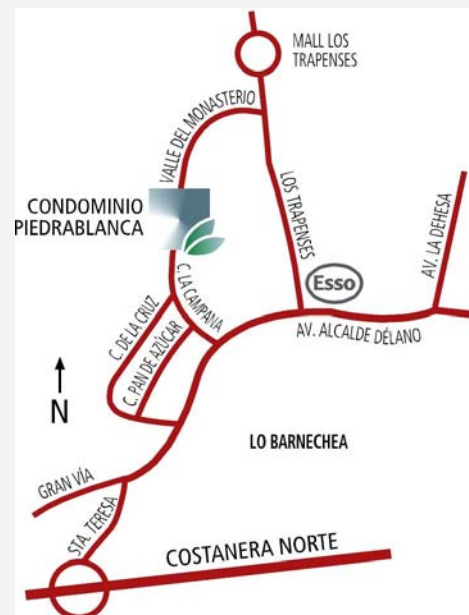 MALL LOS
TRAPENSES
VALLE DEL MONASTERIO
CONDOMINIO
PIEDRABLANCA
LOS TRAPENSES
AV. LA DEHESA
Esso
C. LA CAMPANA
C. DE LA CRUZ
C. PAN DE AZÚCAR
AV. ALCALDE DÉLANO
N
LO BARNECHEA
GRAN VÍA
STA. TERESA
COSTANERA NORTE